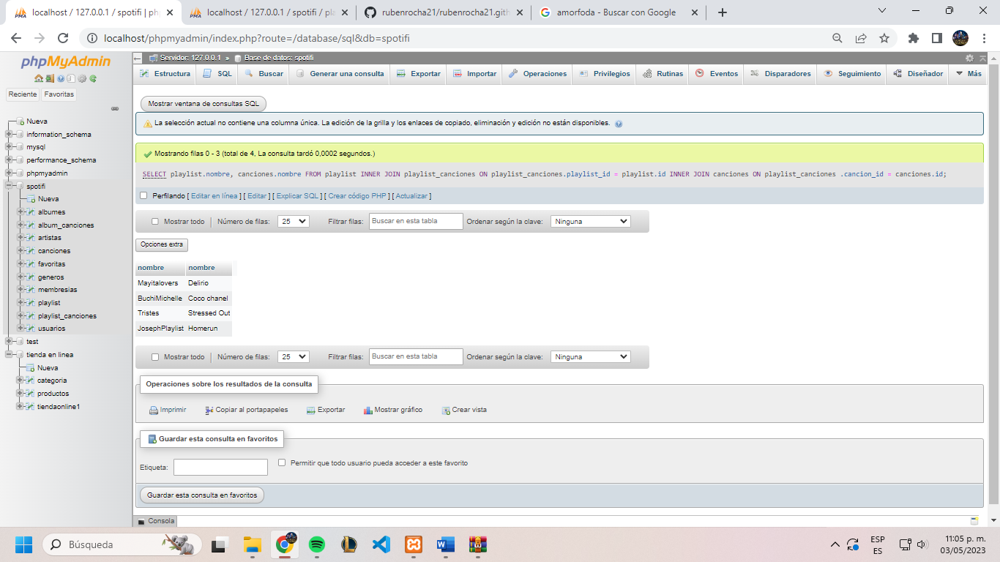 localhost / 127.0.0.1 / spotifi | ph
localhost / 127.0.0.1 / spotifi / pla
rubenrocha21/rubenrocha21.gith
amorfoda - Buscar con Google
localhost/phpmyadmin/index.php?route=/database/sql&db=spotifi
phpMyAdmin
Reciente
Favoritas
Nueva
information_schema
mysql
performance_schema
phpmyadmin
spotifi
Nueva
albumes
album_canciones
artistas
canciones
favoritas
generos
membresias
playlist
playlist_canciones
usuarios
test
tienda en linea
Nueva
categoria
productos
tiendaonline1
Servidor: 127.0.0.1 » Base de datos: spotifi
Estructura SQL Buscar Generar una consulta Exportar Importar Operaciones Privilegios Rutinas Eventos Disparadores Seguimiento Diseñador Más
Mostrar ventana de consultas SQL
La selección actual no contiene una columna única. La edición de la grilla y los enlaces de copiado, eliminación y edición no están disponibles.
Mostrando filas 0 - 3 (total de 4, La consulta tardó 0,0002 segundos.)
SELECT playlist.nombre, canciones.nombre FROM playlist INNER JOIN playlist_canciones ON playlist_canciones.playlist_id = playlist.id INNER JOIN canciones ON playlist_canciones .cancion_id = canciones.id;
Perfilando [ Editar en línea ] [ Editar ] [ Explicar SQL ] [ Crear código PHP ] [ Actualizar ]
Mostrar todo Número de filas: 25 Filtrar filas: Buscar en esta tabla Ordenar según la clave: Ninguna
Opciones extra
nombre nombre
Mayitalovers Delirio
BuchiMichelle Coco chanel
Tristes Stressed Out
JosephPlaylist Homerun
Mostrar todo Número de filas: 25 Filtrar filas: Buscar en esta tabla Ordenar según la clave: Ninguna
Operaciones sobre los resultados de la consulta
Imprimir Copiar al portapapeles Exportar Mostrar gráfico Crear vista
Guardar esta consulta en favoritos
Etiqueta: Permitir que todo usuario pueda acceder a este favorito
Guardar esta consulta en favoritos
Consola
Búsqueda
ESP
ES
11:05 p. m.
03/05/2023